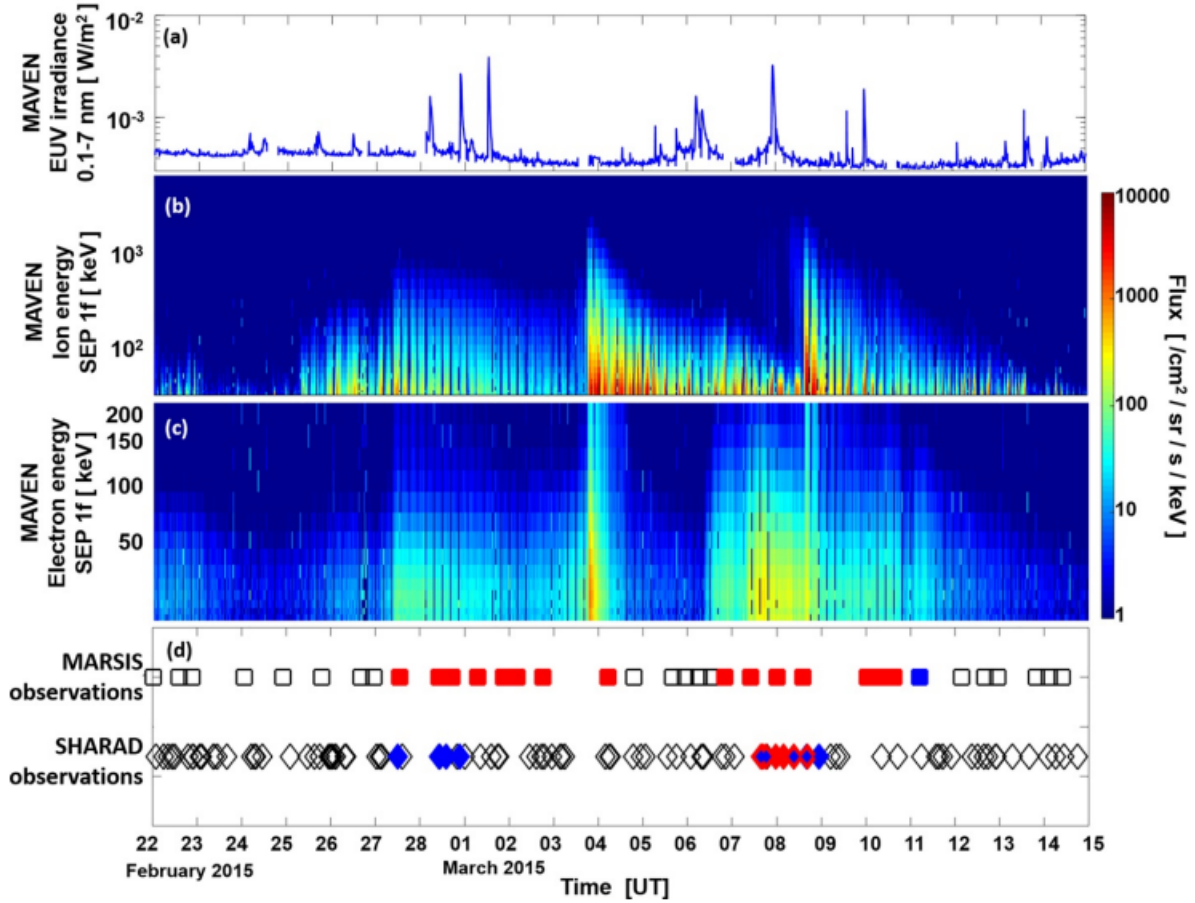 (a)
MAVEN
EUV irradiance
0.1-7 nm [ W/m²]
10⁻²
10⁻³
(b)
MAVEN
Ion energy
SEP 1f [ keV]
10³
10²
(c)
MAVEN
Electron energy
SEP 1f [ keV]
200
150
100
50
10000
1000
100
10
1
Flux [ /cm² / sr / s / keV]
(d)
MARSIS
observations
SHARAD
observations
22 23 24 25 26 27 28 01 02 03 04 05 06 07 08 09 10 11 12 13 14 15
February 2015 March 2015
Time [UT]